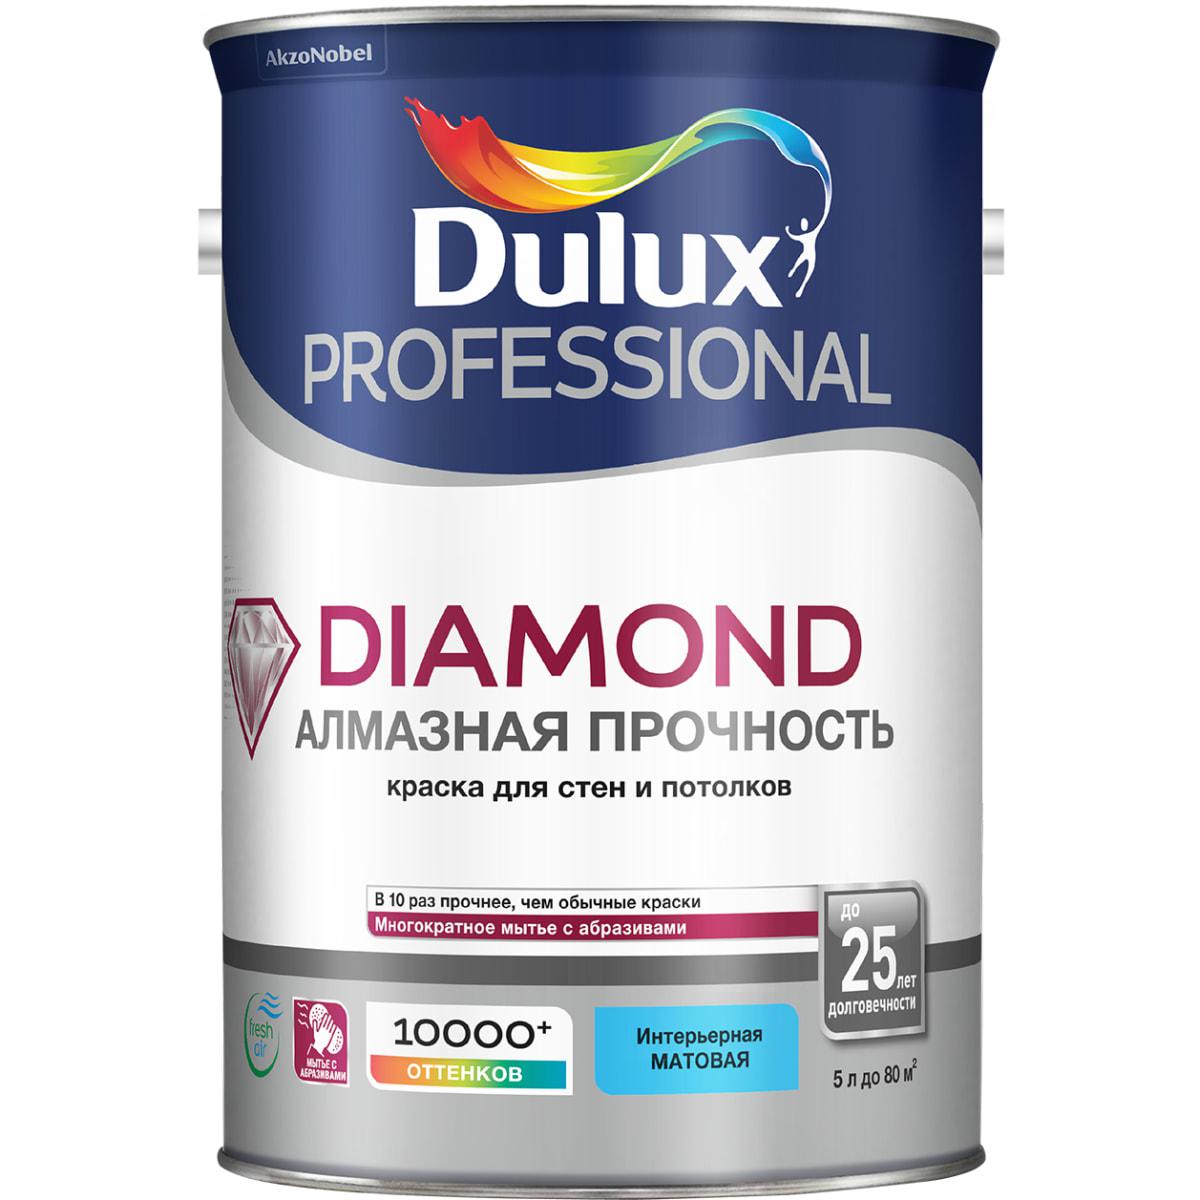 AkzoNobel
Dulux
PROFESSIONAL
DIAMOND
АЛМАЗНАЯ ПРОЧНОСТЬ
краска для стен и потолков
В 10 раз прочнее, чем обычные краски
Многократное мытье с абразивами
до
25 лет
долговечности
fresh
air
МЫТЬЕ С
АБРАЗИВАМИ
10000+
ОТТЕНКОВ
Интерьерная
МАТОВАЯ
5 л до 80 м²